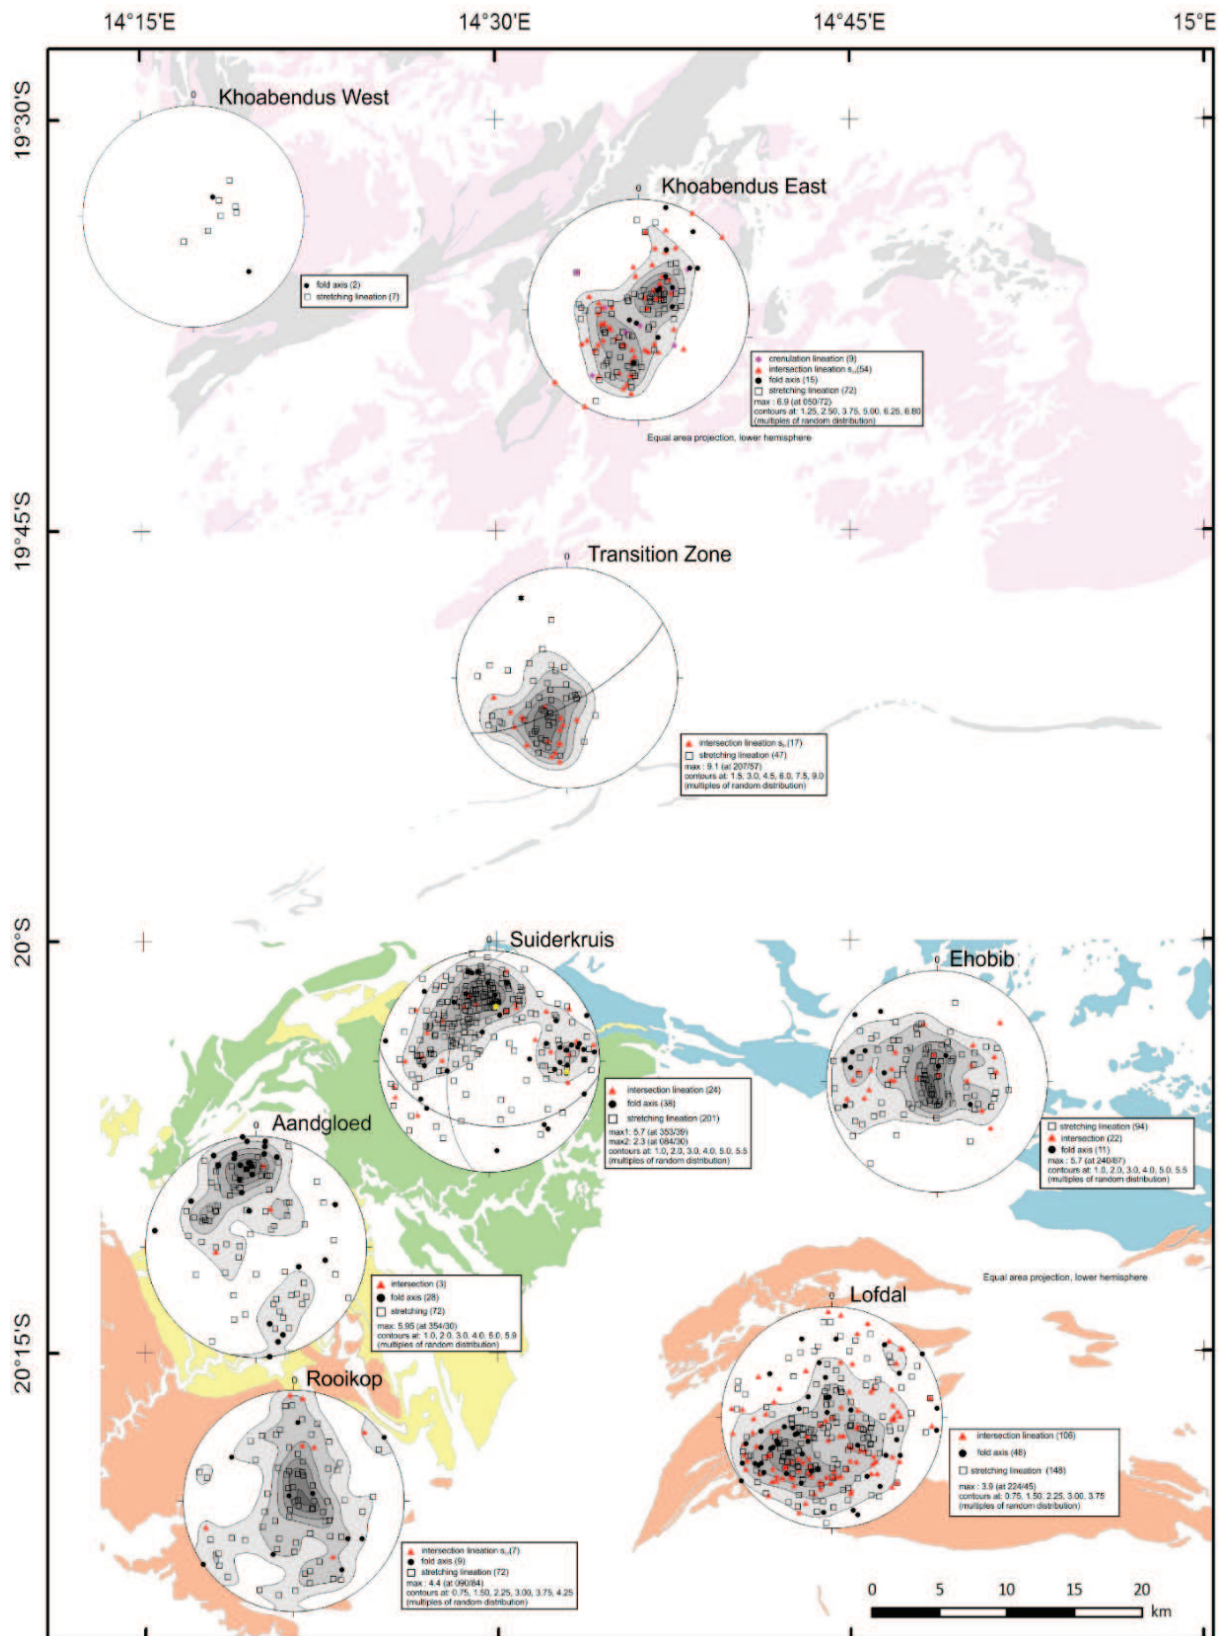 14°15'E
14°30'E
14°45'E
15°E
19°30'S
Khoabendus West
0
fold axis (2)
stretching lineation (7)
Khoabendus East
0
crenulation lineation (9)
intersection lineation (54)
fold axis (15)
stretching lineation (72)
max : 6.9 (at 050/72)
contours at: 1.25, 2.50, 3.75, 5.00, 6.25, 6.80
(multiples of random distribution)
Equal area projection, lower hemisphere
19°45'S
Transition Zone
0
intersection lineation (17)
stretching lineation (47)
max : 9.1 (at 207/57)
contours at: 1.5, 3.0, 4.5, 6.0, 7.5, 9.0
(multiples of random distribution)
20°S
Suiderkruis
0
intersection lineation (24)
fold axis (38)
stretching lineation (201)
max1: 5.7 (at 353/39)
max2: 2.3 (at 084/30)
contours at: 1.0, 2.0, 3.0, 4.0, 5.0, 5.5
(multiples of random distribution)
Ehobib
0
stretching lineation (94)
intersection (22)
fold axis (11)
max : 5.7 (at 240/87)
contours at: 1.0, 2.0, 3.0, 4.0, 5.0, 5.5
(multiples of random distribution)
Aandgloed
0
intersection (3)
fold axis (28)
stretching (72)
max: 5.95 (at 354/30)
contours at: 1.0, 2.0, 3.0, 4.0, 5.0, 5.9
(multiples of random distribution)
Equal area projection, lower hemisphere
20°15'S
Lofdal
0
intersection lineation (106)
fold axis (48)
stretching lineation (148)
max : 3.9 (at 224/45)
contours at: 0.75, 1.50, 2.25, 3.00, 3.75
(multiples of random distribution)
Rooikop
0
intersection lineation (7)
fold axis (9)
stretching lineation (72)
max : 4.4 (at 090/84)
contours at: 0.75, 1.50, 2.25, 3.00, 3.75, 4.25
(multiples of random distribution)
0 5 10 15 20
km